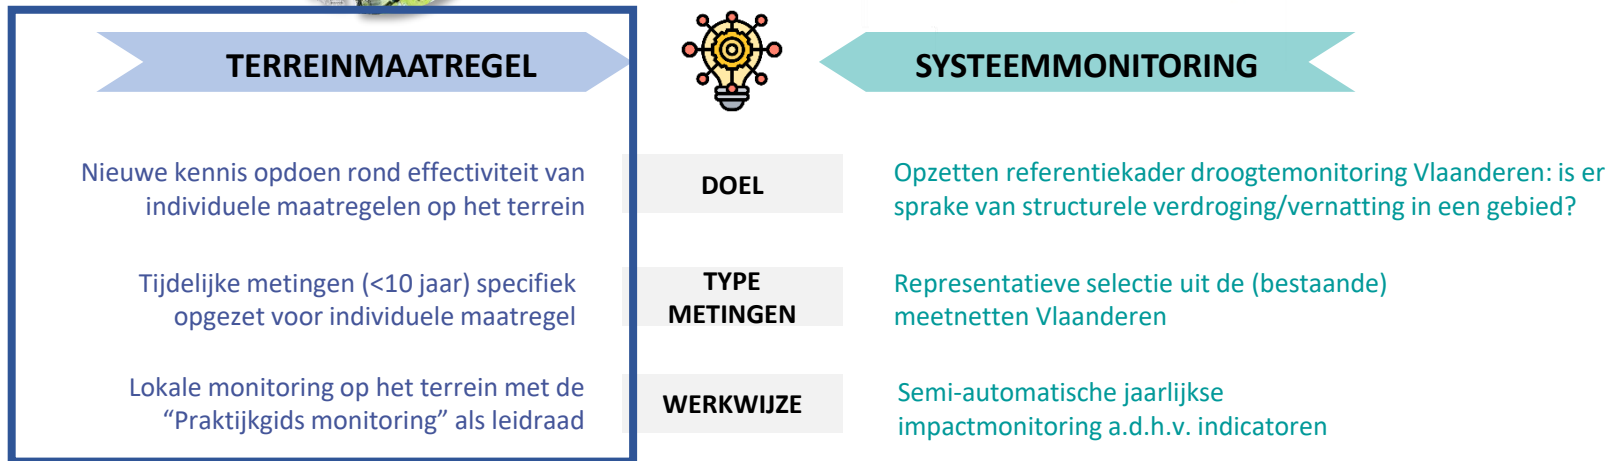 TERREINMAATREGEL
SYSTEEMMONITORING
Nieuwe kennis opdoen rond effectiviteit van
individuele maatregelen op het terrein
DOEL
Opzetten referentiekader droogtemonitoring Vlaanderen: is er
sprake van structurele verdroging/vernatting in een gebied?
Tijdelijke metingen (<10 jaar) specifiek
opgezet voor individuele maatregel
TYPE
METINGEN
Representatieve selectie uit de (bestaande)
meetnetten Vlaanderen
Lokale monitoring op het terrein met de
“Praktijkgids monitoring” als leidraad
WERKWIJZE
Semi-automatische jaarlijkse
impactmonitoring a.d.h.v. indicatoren